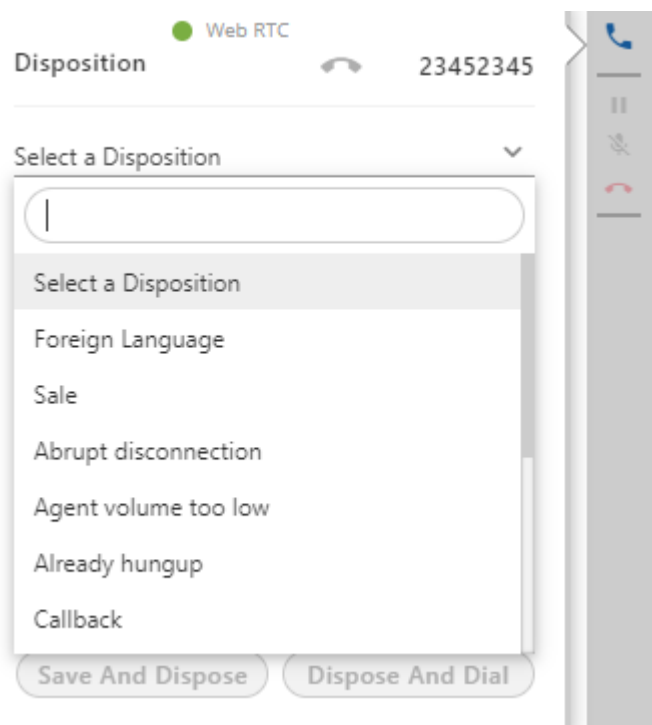 Web RTC
Disposition 23452345
Select a Disposition
Select a Disposition
Foreign Language
Sale
Abrupt disconnection
Agent volume too low
Already hungup
Callback
Save And Dispose Dispose And Dial